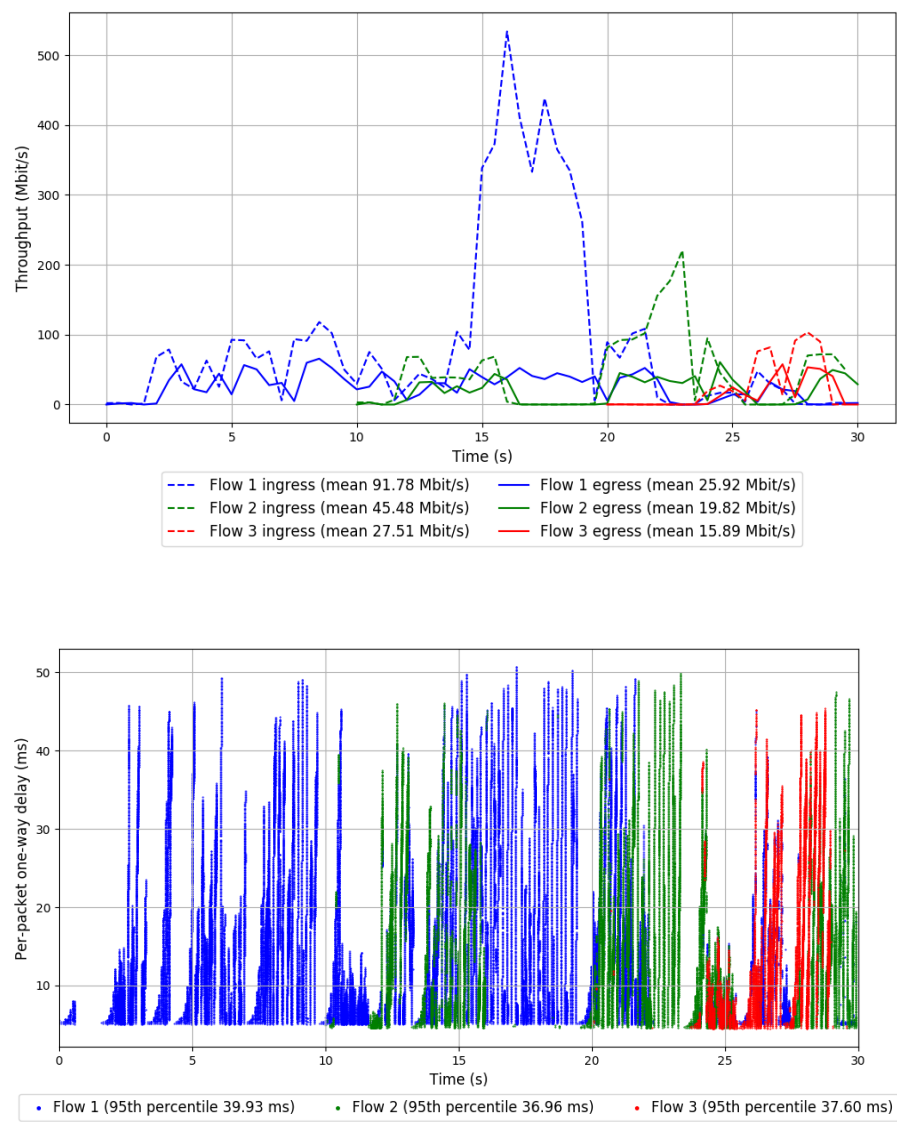 500
400
300
200
100
0
Throughput (Mbit/s)
0 5 10 15 20 25 30
Time (s)
Flow 1 ingress (mean 91.78 Mbit/s) Flow 1 egress (mean 25.92 Mbit/s)
Flow 2 ingress (mean 45.48 Mbit/s) Flow 2 egress (mean 19.82 Mbit/s)
Flow 3 ingress (mean 27.51 Mbit/s) Flow 3 egress (mean 15.89 Mbit/s)
50
40
30
20
10
Per-packet one-way delay (ms)
0 5 10 15 20 25 30
Time (s)
Flow 1 (95th percentile 39.93 ms) Flow 2 (95th percentile 36.96 ms) Flow 3 (95th percentile 37.60 ms)